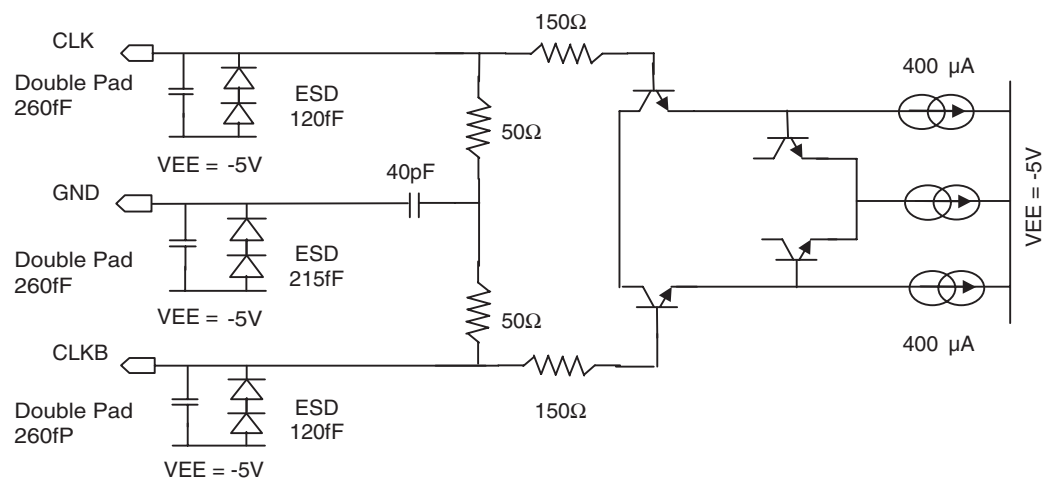 CLK
150Ω
400 µA
Double Pad
260fF
ESD
120fF
50Ω
VEE = -5V
40pF
GND
VEE = -5V
Double Pad
260fF
ESD
215fF
50Ω
VEE = -5V
CLKB
400 µA
150Ω
Double Pad
260fP
ESD
120fF
VEE = -5V